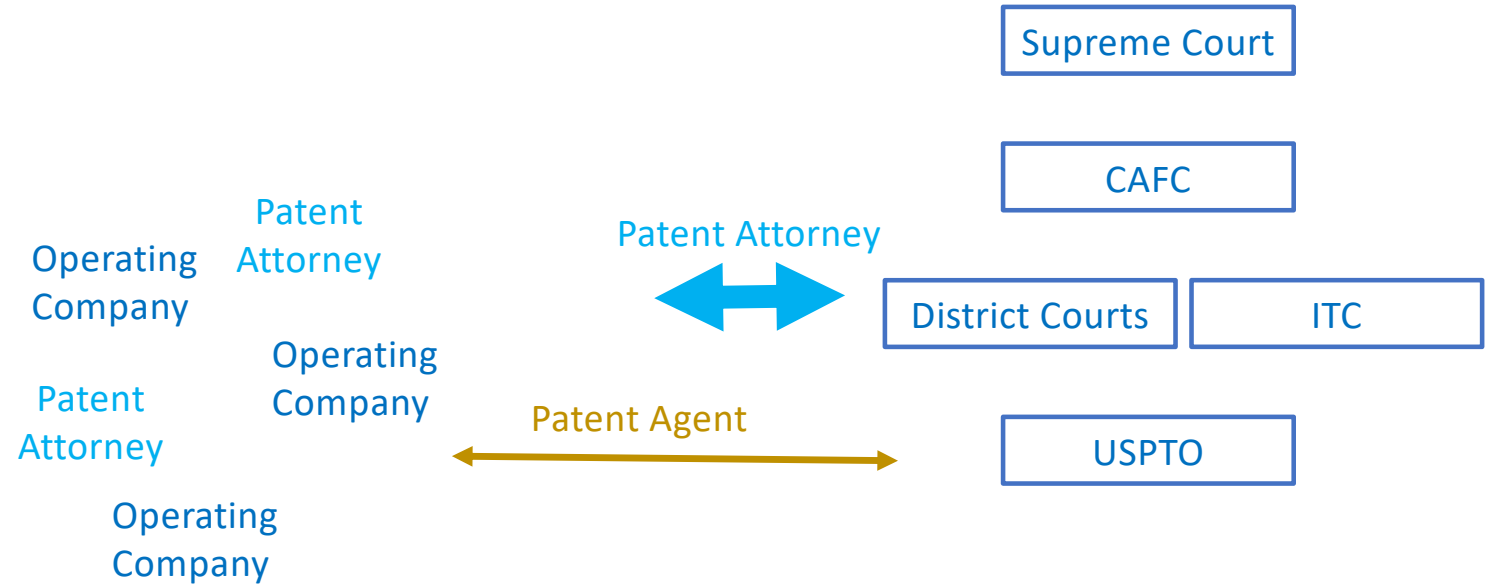 Supreme Court
CAFC
Patent
Attorney
Operating
Company
Patent Attorney
District Courts
ITC
Operating
Company
Patent
Attorney
Patent Agent
USPTO
Operating
Company